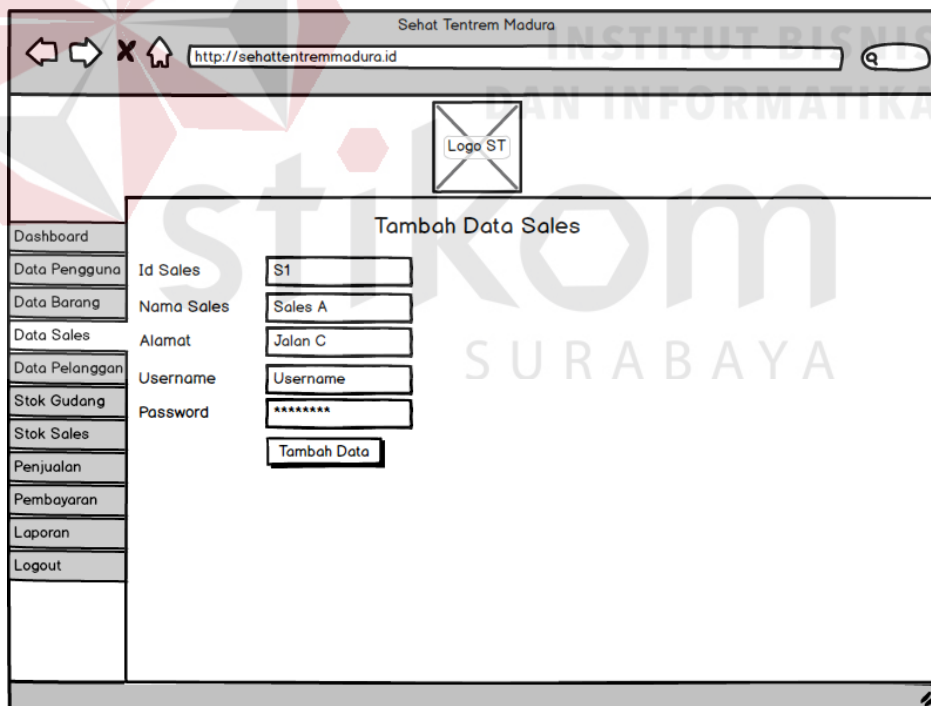 Sehat Tentrem Madura
INSTITUT BISNIS
http://sehattentremmadura.id
DAN INFORMATIKA
Logo ST
stikom
SURABAYA
Tambah Data Sales
Dashboard
Data Pengguna
Data Barang
Data Sales
Data Pelanggan
Stok Gudang
Stok Sales
Penjualan
Pembayaran
Laporan
Logout
Id Sales S1
Nama Sales Sales A
Alamat Jalan C
Username Username
Password ********
Tambah Data